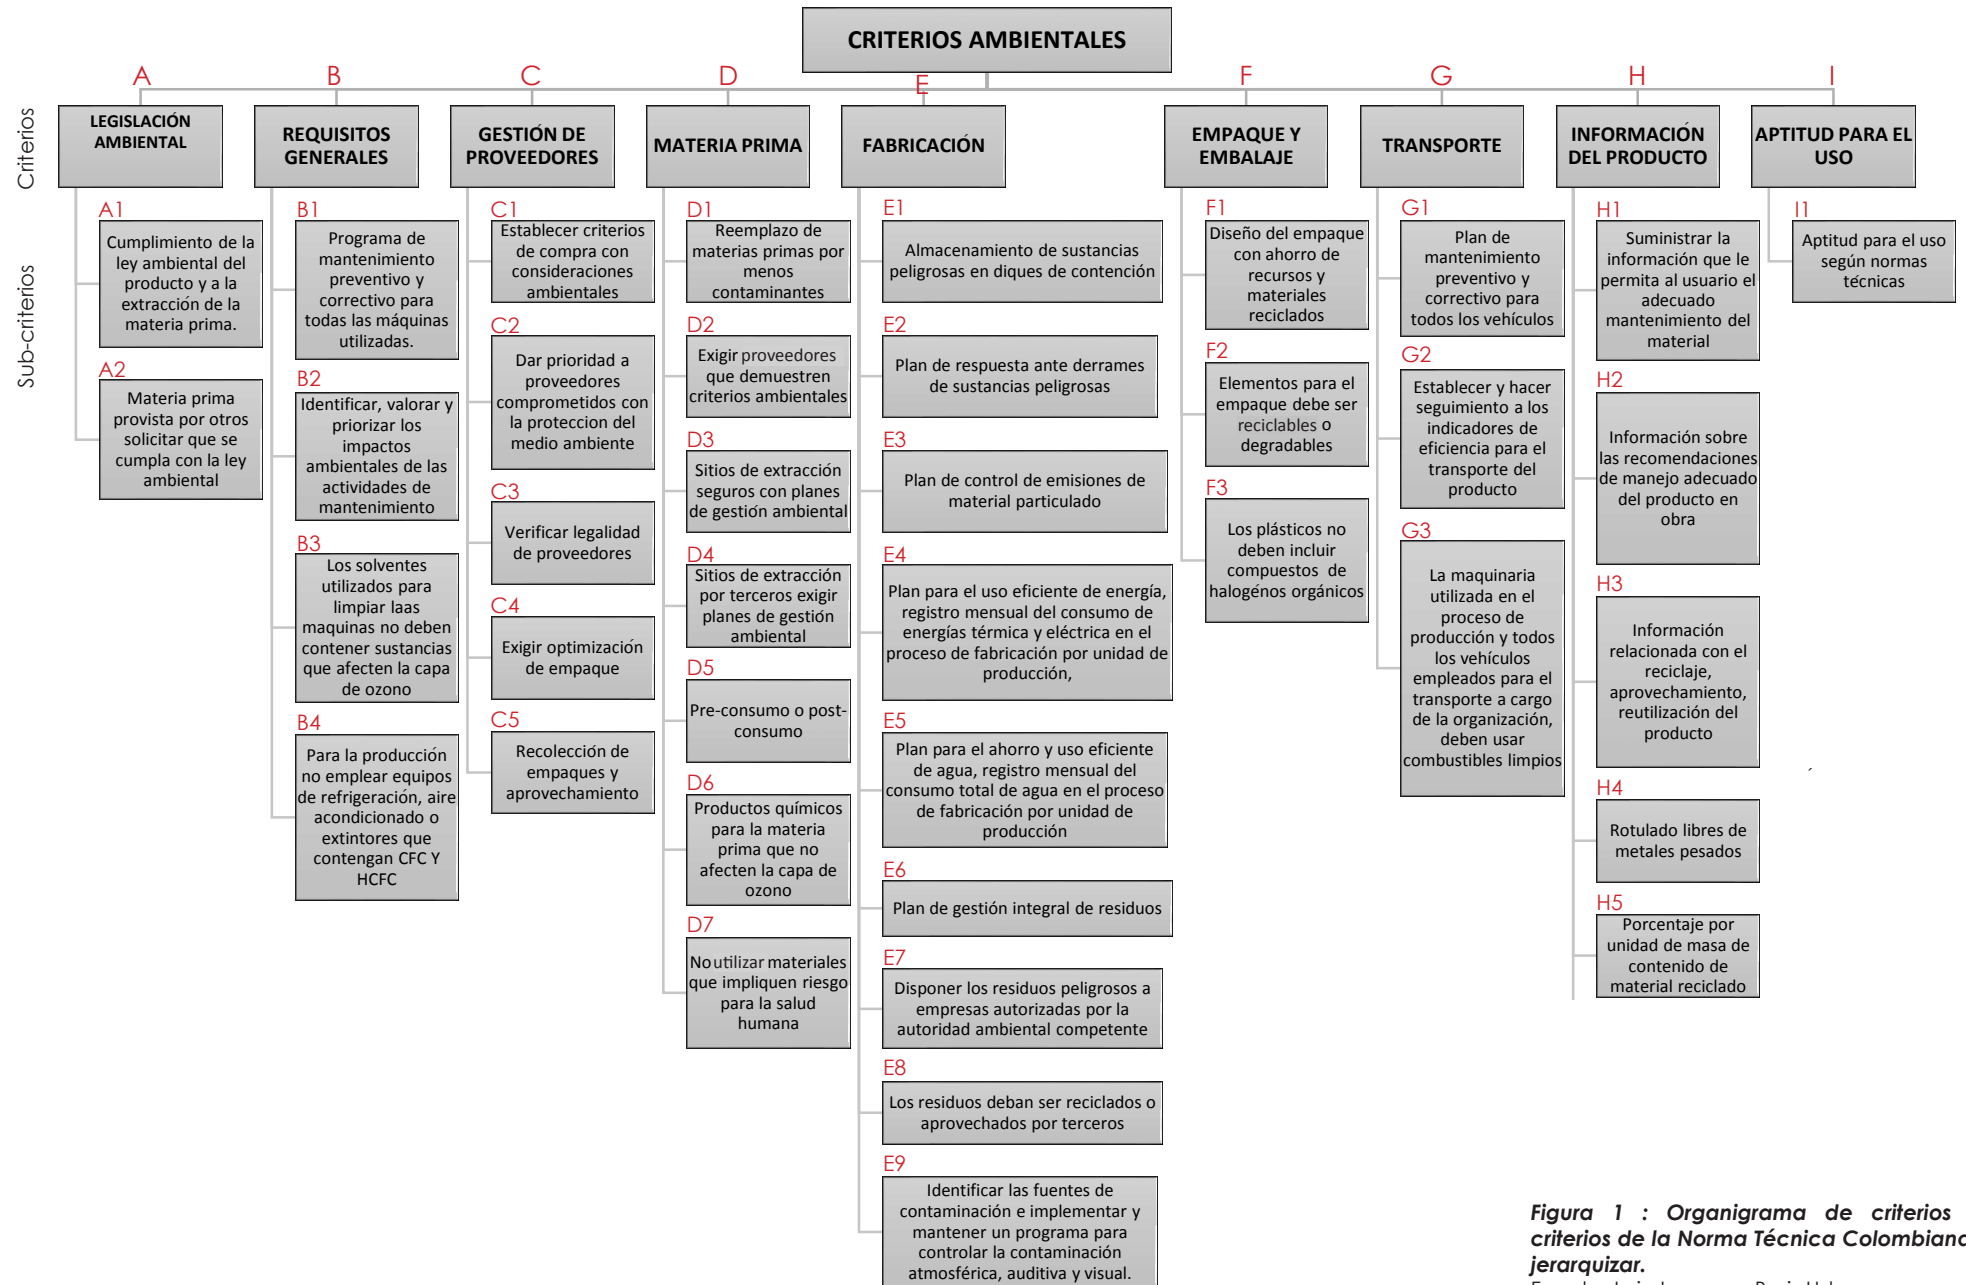 CRITERIOS AMBIENTALES
Criterios
Sub-criterios
A
LEGISLACIÓN
AMBIENTAL
A1
Cumplimiento de la
ley ambiental del
producto y a la
extracción de la
materia prima.
A2
Materia prima
provista por otros
solicitar que se
cumpla con la ley
ambiental
B
REQUISITOS
GENERALES
B1
Programa de
mantenimiento
preventivo y
correctivo para
todas las máquinas
utilizadas.
B2
Identificar, valorar y
priorizar los
impactos
ambientales de las
actividades de
mantenimiento
B3
Los solventes
utilizados para
limpiar laas
maquinas no deben
contener sustancias
que afecten la capa
de ozono
B4
Para la producción
no emplear equipos
de refrigeración, aire
acondicionado o
extintores que
contengan CFC Y
HCFC
C
GESTIÓN DE
PROVEEDORES
C1
Establecer criterios
de compra con
consideraciones
ambientales
C2
Dar prioridad a
proveedores
comprometidos con
la proteccion del
medio ambiente
C3
Verificar legalidad
de proveedores
C4
Exigir optimización
de empaque
C5
Recolección de
empaques y
aprovechamiento
D
MATERIA PRIMA
D1
Reemplazo de
materias primas por
menos
contaminantes
D2
Exigir proveedores
que demuestren
criterios ambientales
D3
Sitios de extracción
seguros con planes
de gestión ambiental
D4
Sitios de extracción
por terceros exigir
planes de gestión
ambiental
D5
Pre-consumo o post-
consumo
D6
Productos químicos
para la materia
prima que no
afecten la capa de
ozono
D7
No utilizar materiales
que impliquen riesgo
para la salud
humana
E
FABRICACIÓN
E1
Almacenamiento de sustancias
peligrosas en diques de contención
E2
Plan de respuesta ante derrames
de sustancias peligrosas
E3
Plan de control de emisiones de
material particulado
E4
Plan para el uso eficiente de energía,
registro mensual del consumo de
energías térmica y eléctrica en el
proceso de fabricación por unidad de
producción,
E5
Plan para el ahorro y uso eficiente
de agua, registro mensual del
consumo total de agua en el proceso
de fabricación por unidad de
producción
E6
Plan de gestión integral de residuos
E7
Disponer los residuos peligrosos a
empresas autorizadas por la
autoridad ambiental competente
E8
Los residuos deban ser reciclados o
aprovechados por terceros
E9
Identificar las fuentes de
contaminación e implementar y
mantener un programa para
controlar la contaminación
atmosférica, auditiva y visual.
F
EMPAQUE Y
EMBALAJE
F1
Diseño del empaque
con ahorro de
recursos y
materiales
reciclados
F2
Elementos para el
empaque debe ser
reciclables o
degradables
F3
Los plásticos no
deben incluir
compuestos de
halogénos orgánicos
G
TRANSPORTE
G1
Plan de
mantenimiento
preventivo y
correctivo para
todos los vehículos
G2
Establecer y hacer
seguimiento a los
indicadores de
eficiencia para el
transporte del
producto
G3
La maquinaria
utilizada en el
proceso de
producción y todos
los vehículos
empleados para el
transporte a cargo
de la organización,
deben usar
combustibles limpios
H
INFORMACIÓN
DEL PRODUCTO
H1
Suministrar la
información que le
permita al usuario el
adecuado
mantenimiento del
material
H2
Información sobre
las recomendaciones
de manejo adecuado
del producto en
obra
H3
Información
relacionada con el
reciclaje,
aprovechamiento,
reutilización del
producto
H4
Rotulado libres de
metales pesados
H5
Porcentaje por
unidad de masa de
contenido de
material reciclado
I
APTITUD PARA EL
USO
I1
Aptitud para el uso
según normas
técnicas
Figura 1 : Organigrama de criterios
criterios de la Norma Técnica Colombiana
jerarquizar.